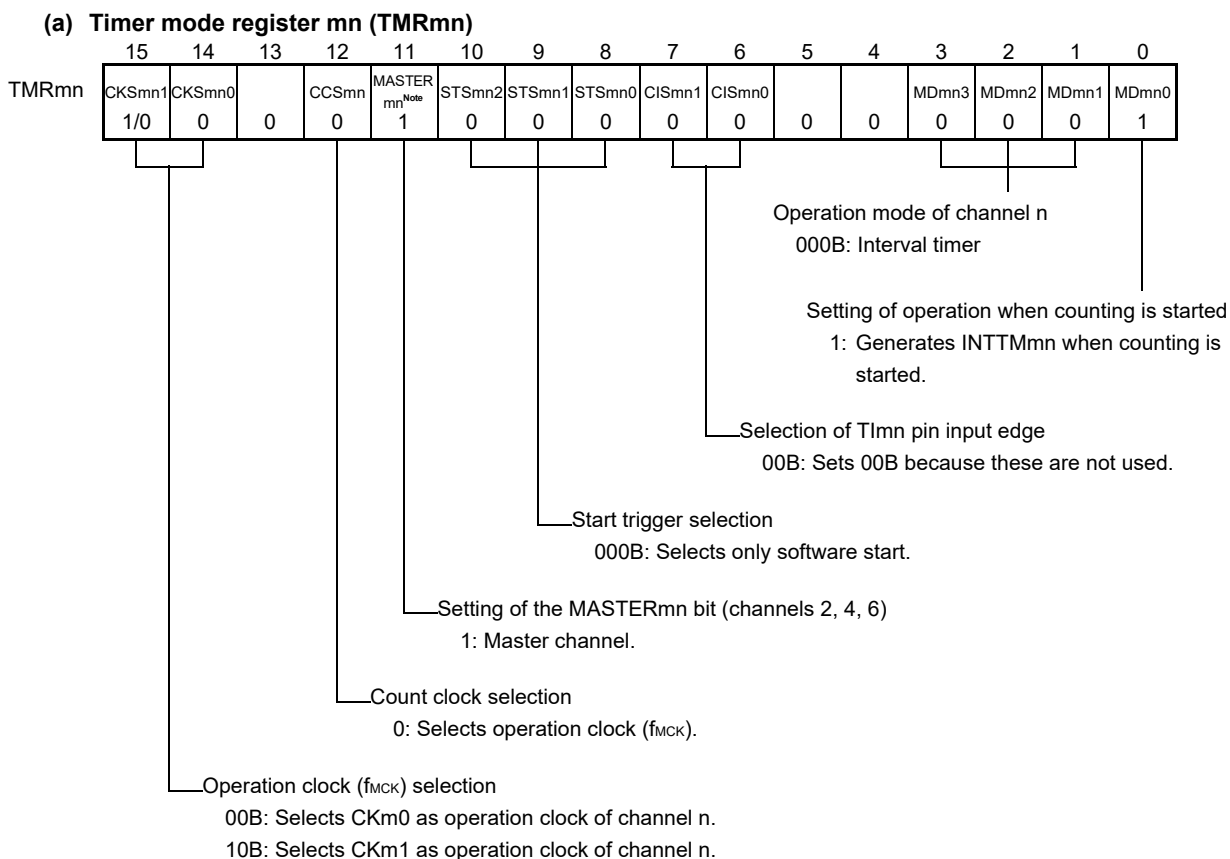 (a) Timer mode register mn (TMRmn)
15 14 13 12 11 10 9 8 7 6 5 4 3 2 1 0
TMRmn CKSmn1 CKSmn0 CCSmn MASTER mnNote STSmn2 STSmn1 STSmn0 CISmn1 CISmn0 MDmn3 MDmn2 MDmn1 MDmn0
1/0 0 0 0 1 0 0 0 0 0 0 0 0 0 0 1
Operation mode of channel n
000B: Interval timer
Setting of operation when counting is started
1: Generates INTTMmn when counting is
started.
Selection of TImn pin input edge
00B: Sets 00B because these are not used.
Start trigger selection
000B: Selects only software start.
Setting of the MASTERmn bit (channels 2, 4, 6)
1: Master channel.
Count clock selection
0: Selects operation clock (fMCK).
Operation clock (fMCK) selection
00B: Selects CKm0 as operation clock of channel n.
10B: Selects CKm1 as operation clock of channel n.